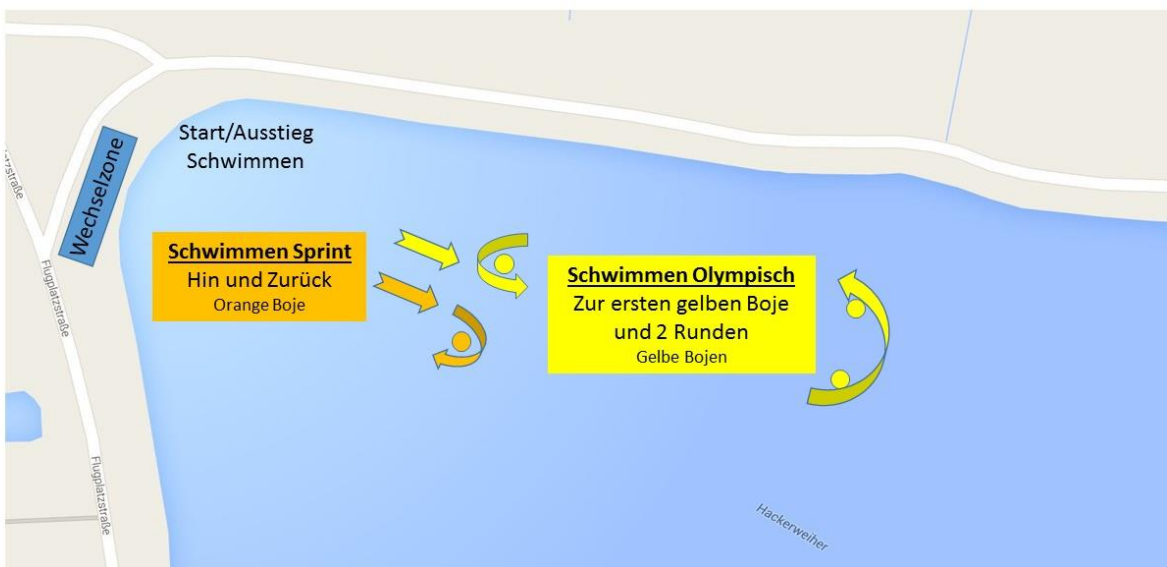 Start/Ausstieg
Schwimmen
Wechselzone
platzstraße
Flugplatzstraße
Schwimmen Sprint
Hin und Zurück
Orange Boje
Schwimmen Olympisch
Zur ersten gelben Boje
und 2 Runden
Gelbe Bojen
Flugplatzstraße
Hackerweiher